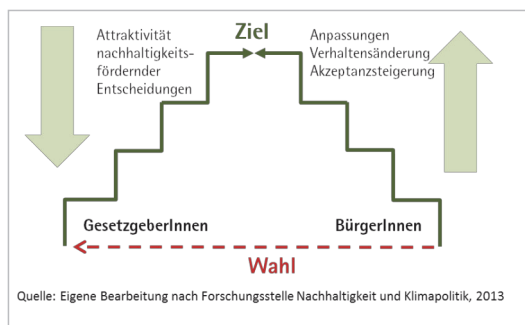 Attraktivität
nachhaltigkeits-
fördernder
Entscheidungen
Ziel
Anpassungen
Verhaltensänderung
Akzeptanzsteigerung
GesetzgeberInnen
BürgerInnen
Wahl
Quelle: Eigene Bearbeitung nach Forschungsstelle Nachhaltigkeit und Klimapolitik, 2013